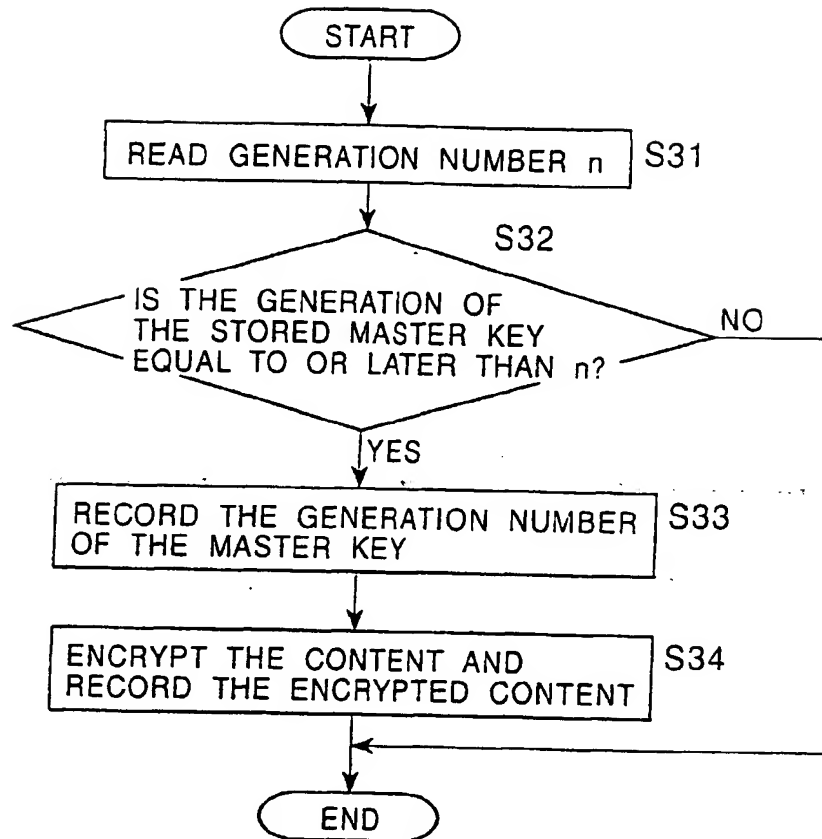 START
READ GENERATION NUMBER n
S31
S32
IS THE GENERATION OF
THE STORED MASTER KEY
EQUAL TO OR LATER THAN n?
NO
YES
RECORD THE GENERATION NUMBER
OF THE MASTER KEY
S33
ENCRYPT THE CONTENT AND
RECORD THE ENCRYPTED CONTENT
S34
END